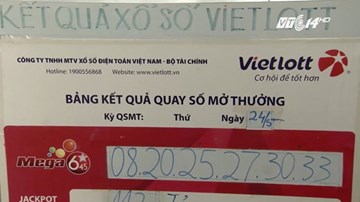 KẾT QUẢ XỔ SỐ VIETLOTT
VTC14 HD
CÔNG TY TNHH MTV XỔ SỐ ĐIỆN TOÁN VIỆT NAM - BỘ TÀI CHÍNH
Hotline: 1900556868 Website: www.vietlott.vn
Vietlott
Cơ hội để tốt hơn
BẢNG KẾT QUẢ QUAY SỐ MỞ THƯỞNG
Kỳ QSMT: Thứ Ngày 24/5
Mega 6/45
08.20.25.27.30.33
JACKPOT